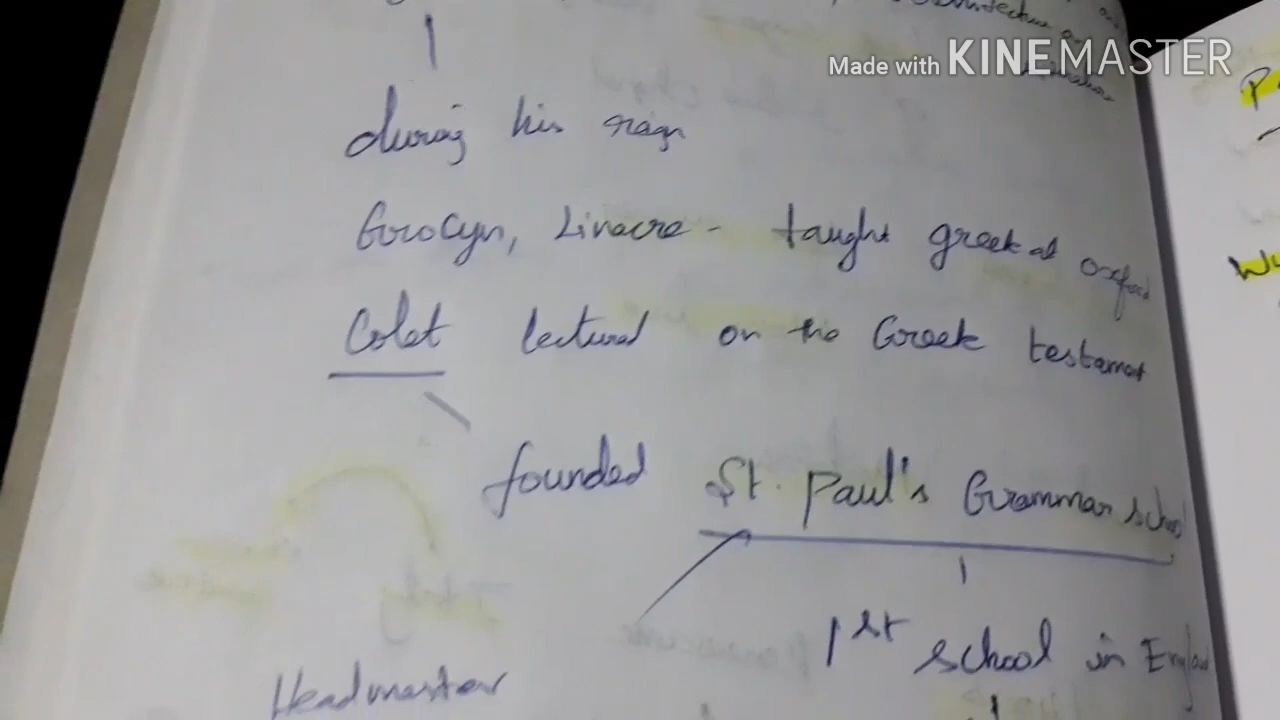 Made with KINEMASTER
during his reign
Grocyn, Linacre - taught greek at oxford
Colet lectured on the Greek testament
founded St. Paul's Grammar school
1st school in England
Headmaster